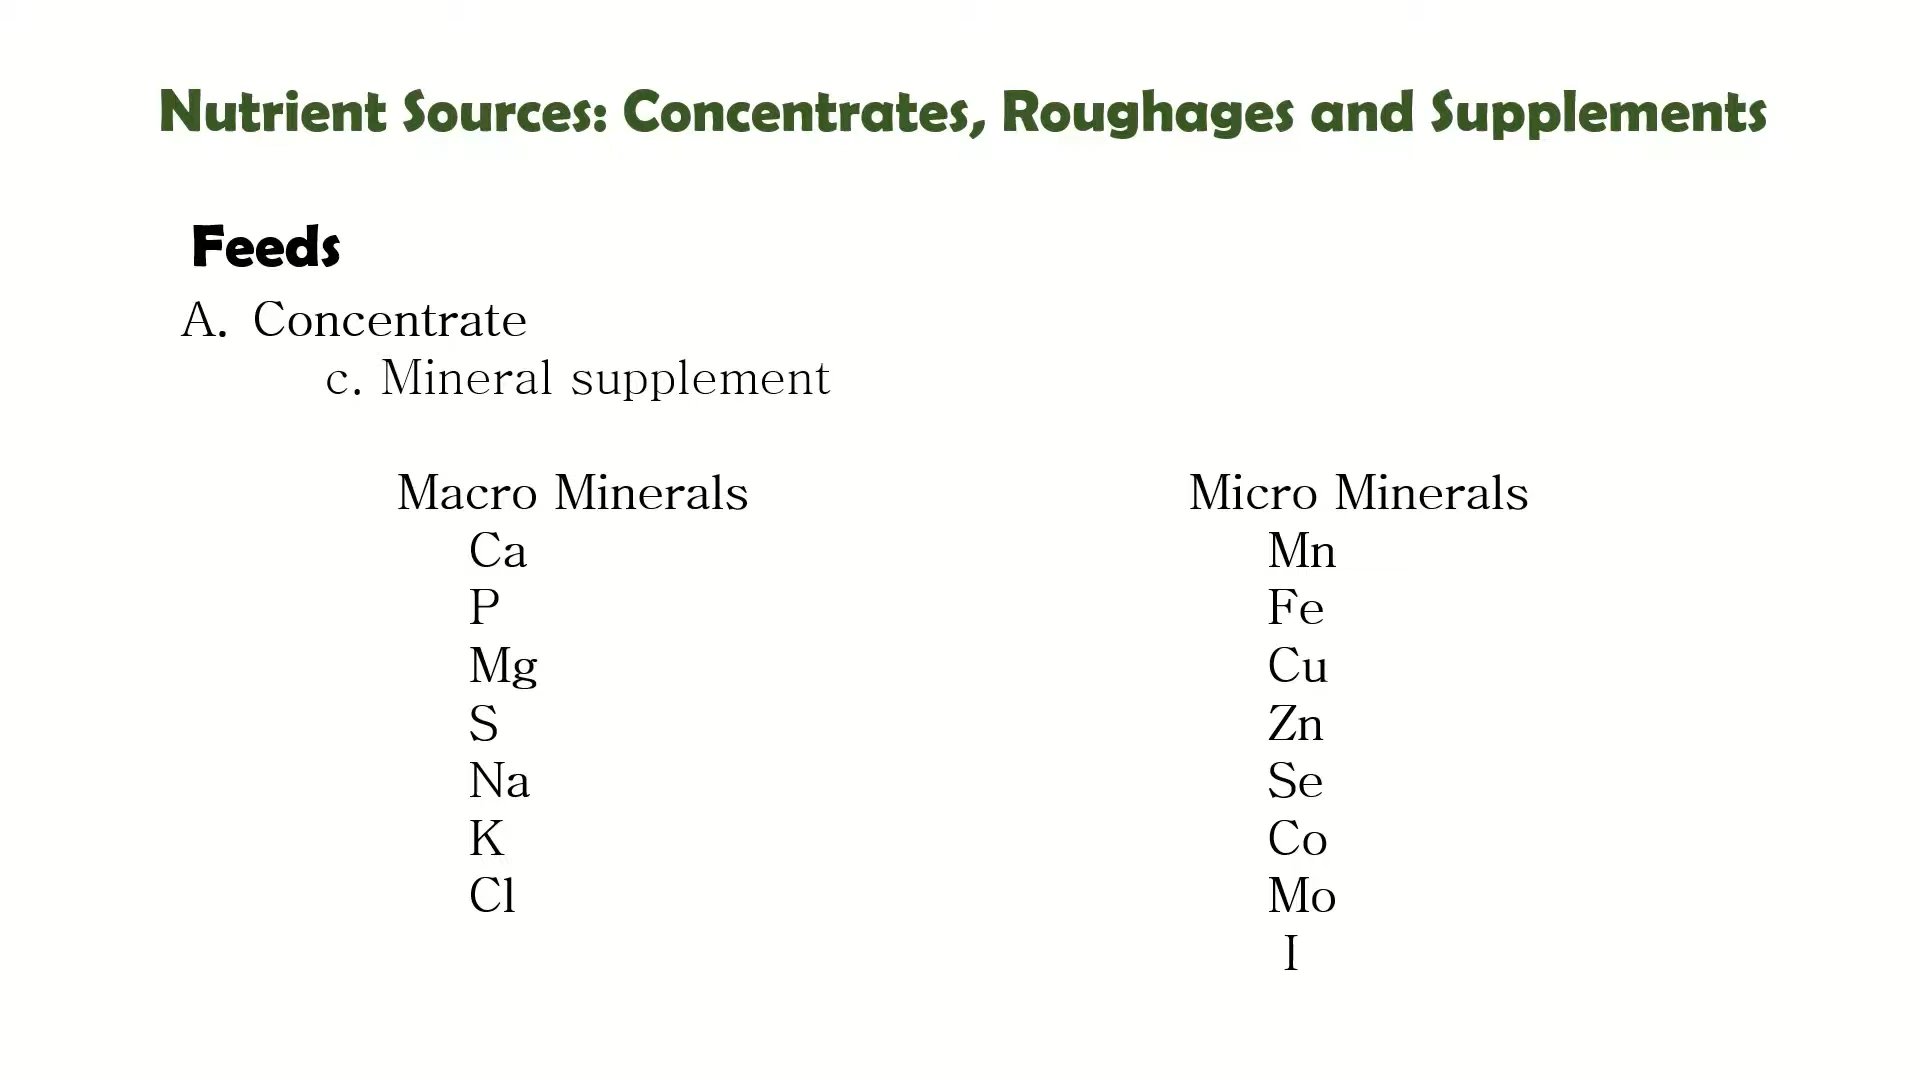 Nutrient Sources: Concentrates, Roughages and Supplements
Feeds
A. Concentrate
c. Mineral supplement
Macro Minerals
Ca
P
Mg
S
Na
K
Cl
Micro Minerals
Mn
Fe
Cu
Zn
Se
Co
Mo
I